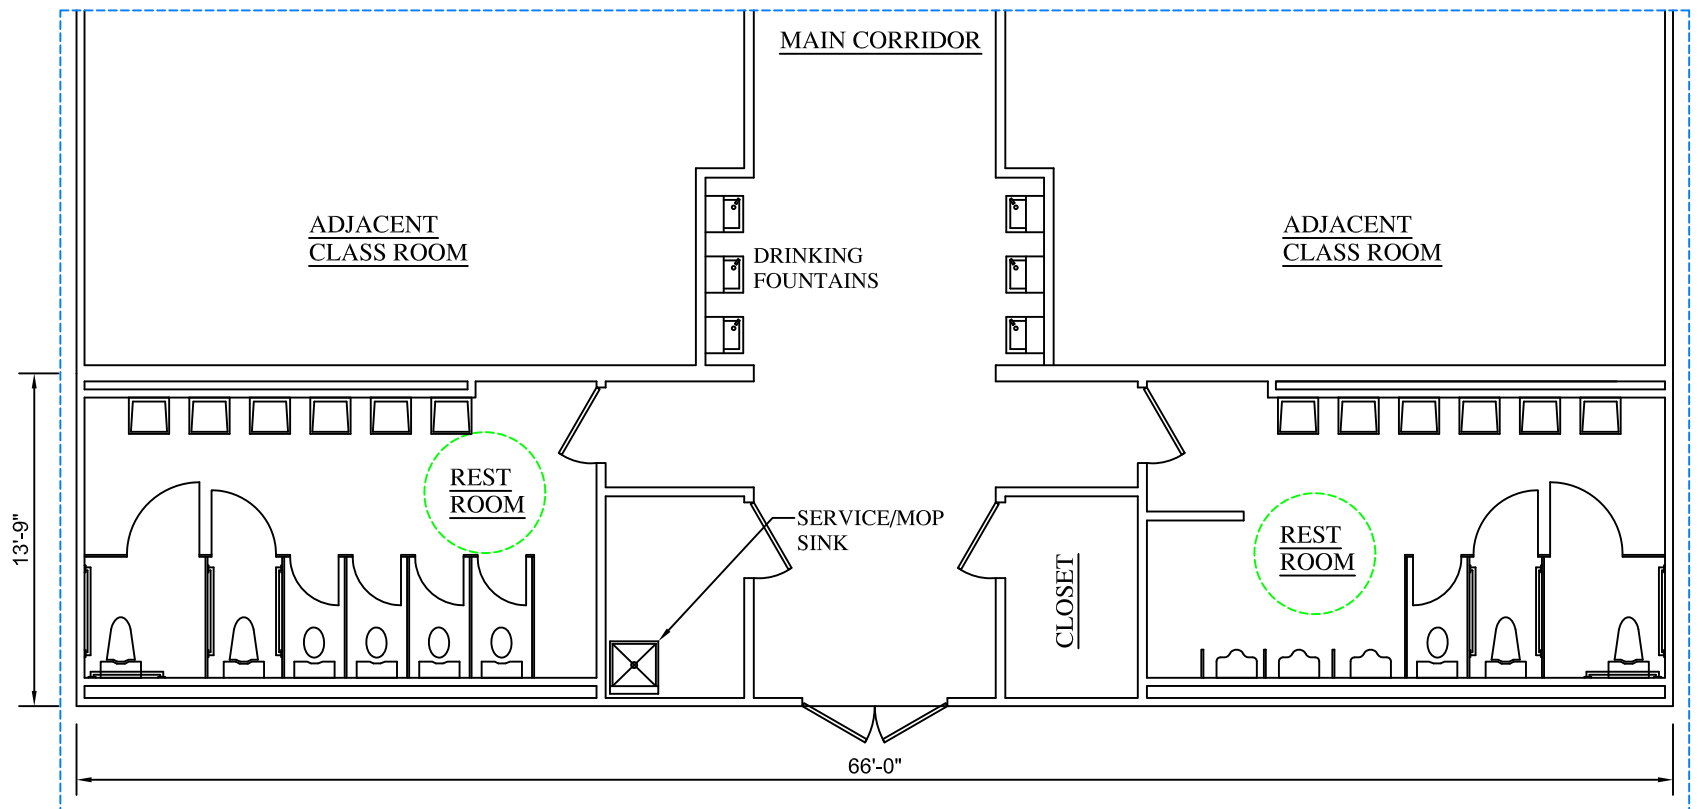 MAIN CORRIDOR
ADJACENT
CLASS ROOM
DRINKING
FOUNTAINS
ADJACENT
CLASS ROOM
REST
ROOM
SERVICE/MOP
SINK
CLOSET
REST
ROOM
13'-9"
66'-0"